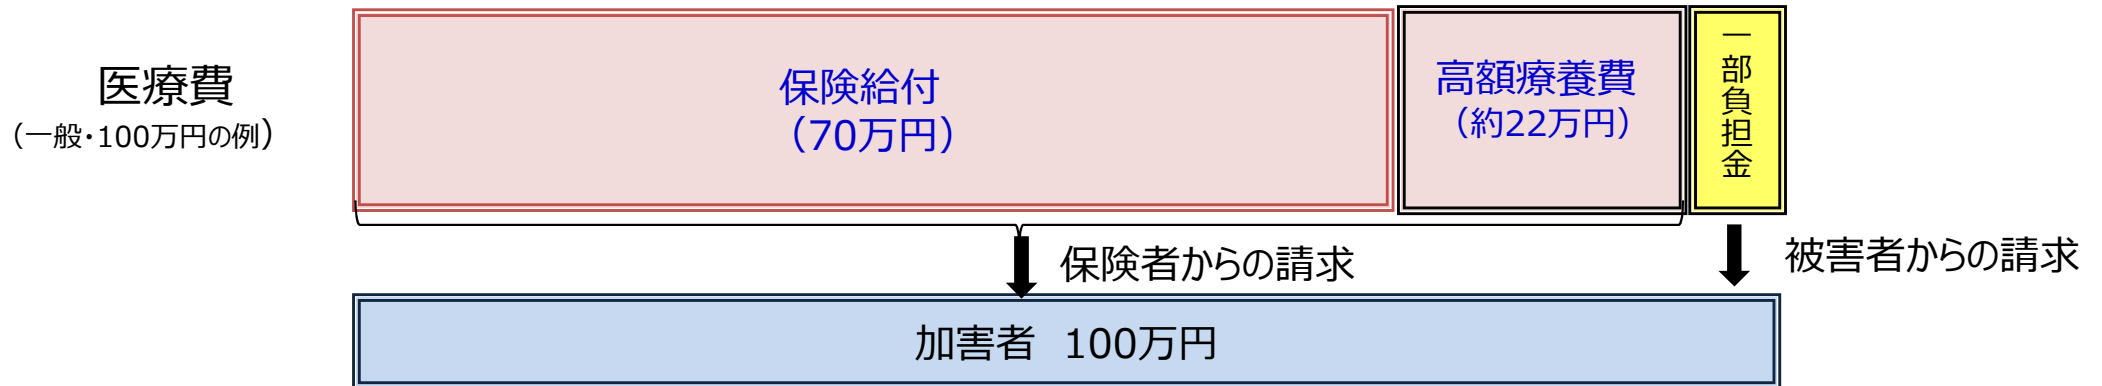 医療費
（一般・100万円の例）
保険給付
（70万円）
高額療養費
（約22万円）
一部負担金
保険者からの請求
被害者からの請求
加害者 100万円